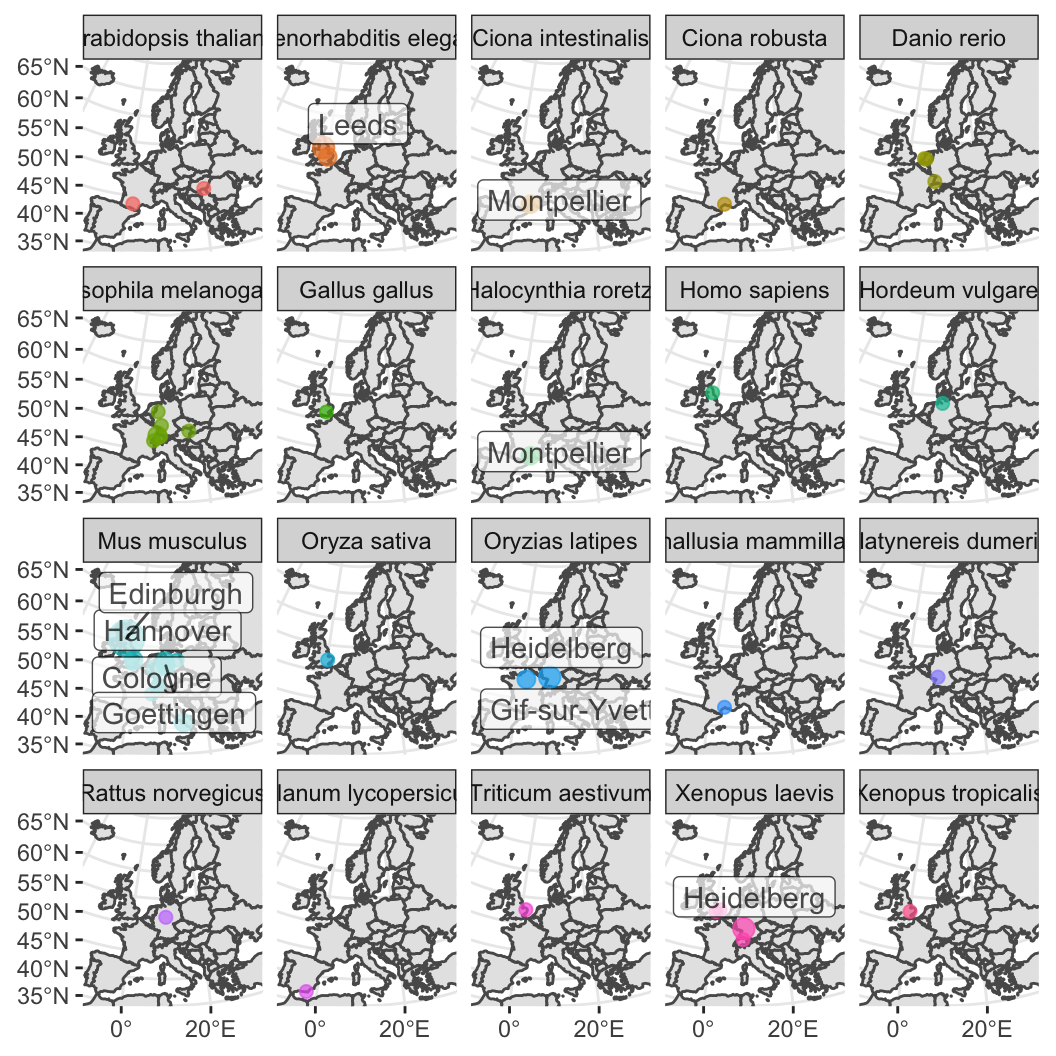 rabidopsis thalian
enorhabditis elega
Ciona intestinalis
Ciona robusta
Danio rerio
65°N
60°N
55°N
50°N
45°N
40°N
35°N
Leeds
Montpellier
sophila melanoga
Gallus gallus
Halocynthia roretz
Homo sapiens
Hordeum vulgare
65°N
60°N
55°N
50°N
45°N
40°N
35°N
Montpellier
Mus musculus
Oryza sativa
Oryzias latipes
hallusia mammilla
latynereis dumeri
65°N
60°N
55°N
50°N
45°N
40°N
35°N
Edinburgh
Hannover
Cologne
Goettingen
Heidelberg
Gif-sur-Yvett
Rattus norvegicus
lanum lycopersicu
Triticum aestivum
Xenopus laevis
Xenopus tropicalis
65°N
60°N
55°N
50°N
45°N
40°N
35°N
Heidelberg
0°
20°E
0°
20°E
0°
20°E
0°
20°E
0°
20°E